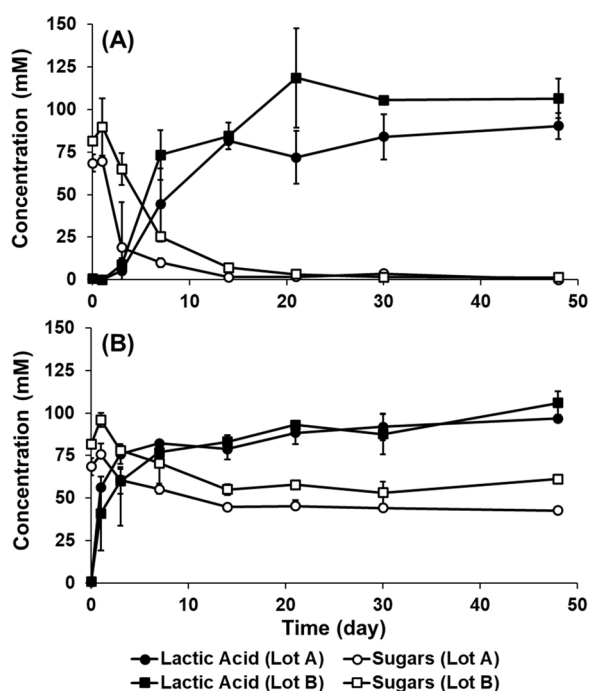 (A)
Concentration (mM)
150
125
100
75
50
25
0
0 10 20 30 40 50
(B)
Concentration (mM)
150
125
100
75
50
25
0
0 10 20 30 40 50
Time (day)
Lactic Acid (Lot A) Sugars (Lot A)
Lactic Acid (Lot B) Sugars (Lot B)